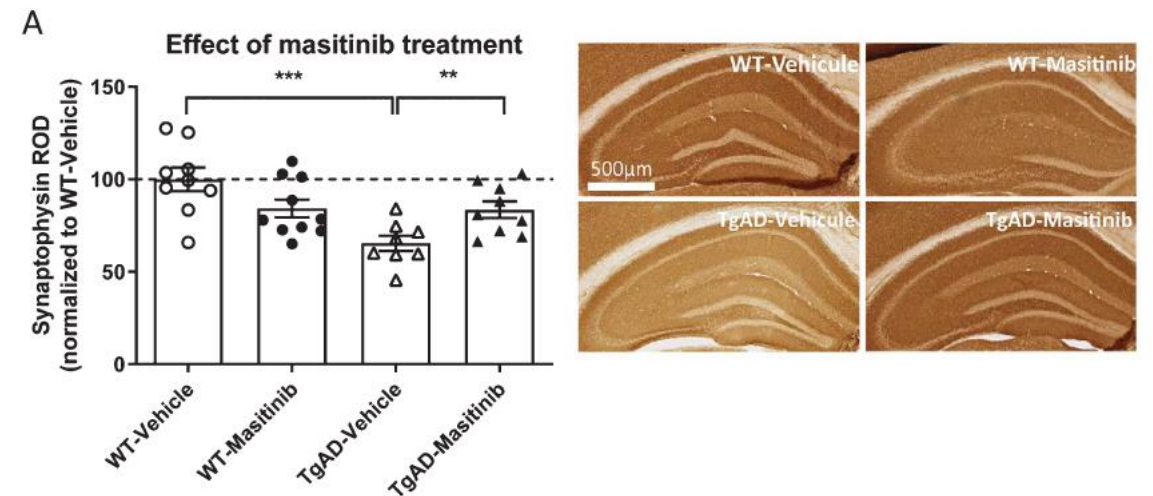 A
Effect of masitinib treatment
***
**
Synaptophysin ROD
(normalized to WT-Vehicle)
150
100
50
0
WT-Vehicle
WT-Masitinib
TgAD-Vehicle
TgAD-Masitinib
WT-Vehicule
WT-Masitinib
500µm
TgAD-Vehicule
TgAD-Masitinib